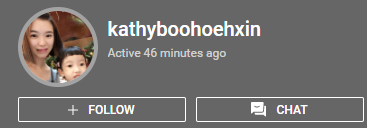 kathyboohoehxin
Active 46 minutes ago
+ FOLLOW
CHAT